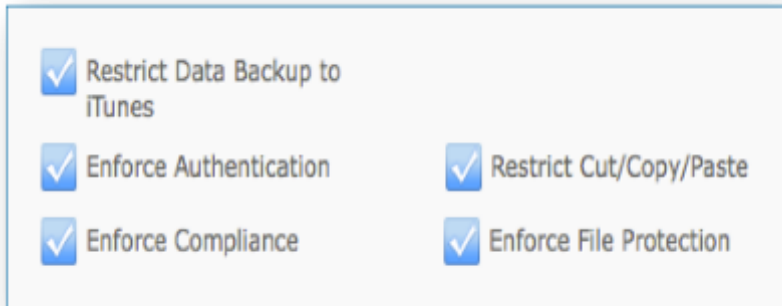 Restrict Data Backup to
iTunes
Enforce Authentication
Restrict Cut/Copy/Paste
Enforce Compliance
Enforce File Protection